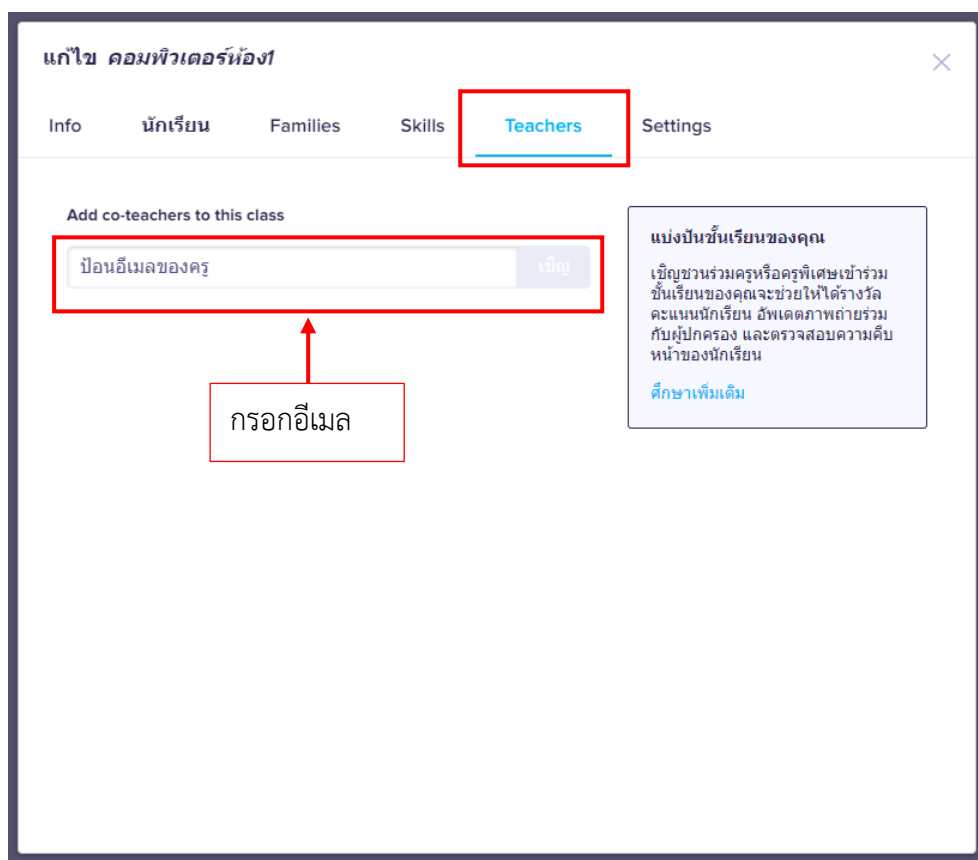 แก้ไข คอมพิวเตอร์ห้อง1
Info นักเรียน Families Skills Teachers Settings
Add co-teachers to this class
ป้อนอีเมลของครู เชิญ
กรอกอีเมล
แบ่งปันชั้นเรียนของคุณ
เชิญชวนร่วมครูหรือครูพิเศษเข้าร่วม
ชั้นเรียนของคุณจะช่วยให้ได้รางวัล
คะแนนนักเรียน อัพเดตภาพถ่ายร่วม
กับผู้ปกครอง และตรวจสอบความคืบ
หน้าของนักเรียน
ศึกษาเพิ่มเติม